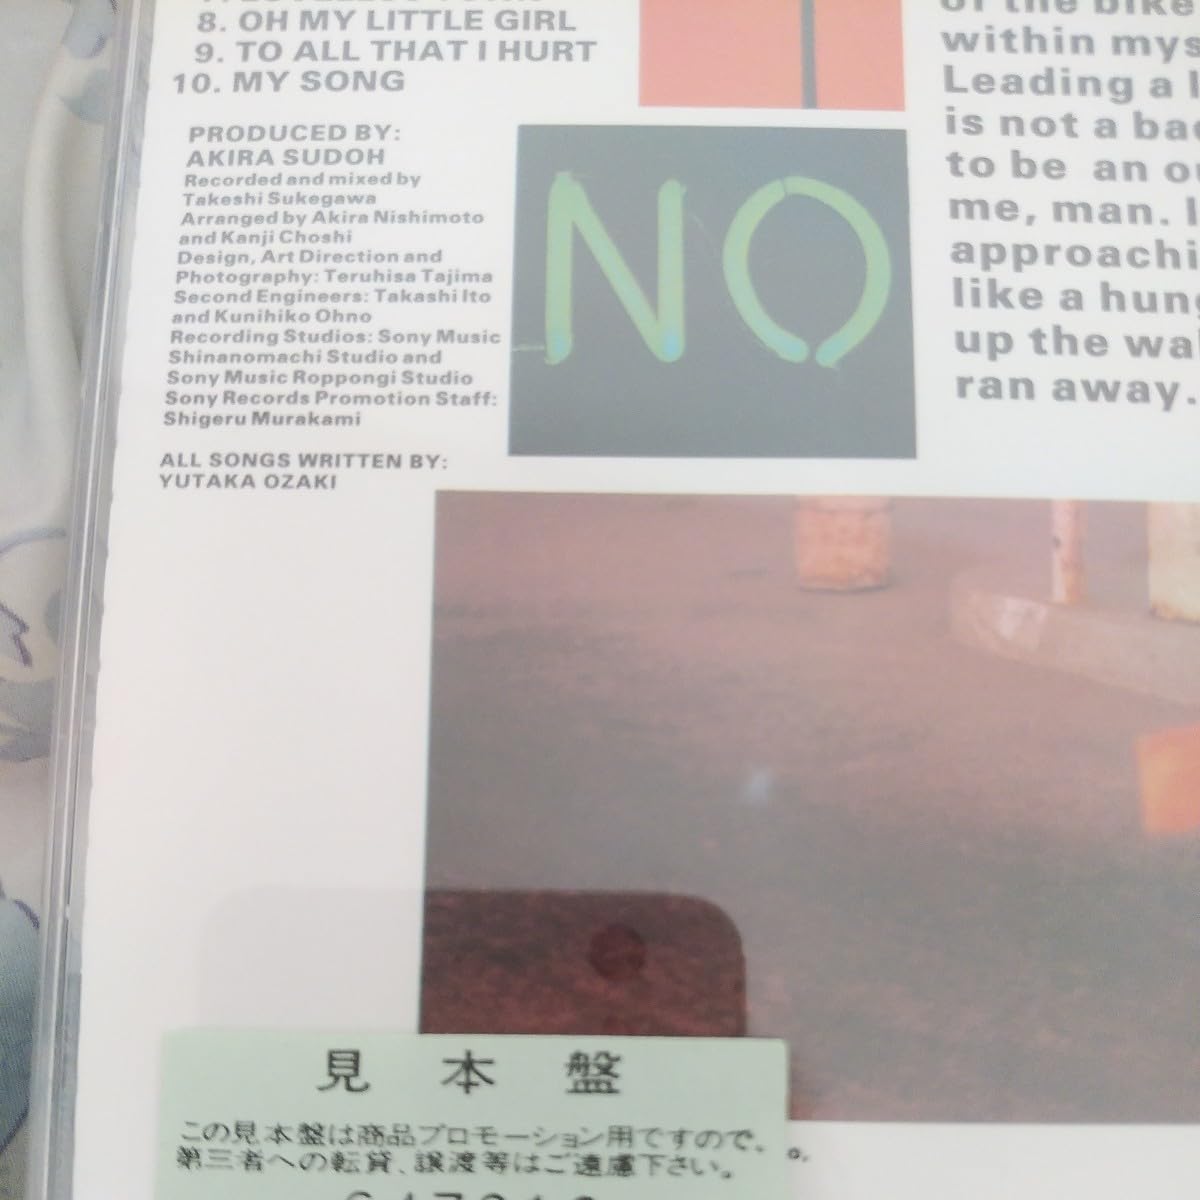 8. OH MY LITTLE GIRL
9. TO ALL THAT I HURT
10. MY SONG
PRODUCED BY:
AKIRA SUDOH
Recorded and mixed by
Takeshi Sukegawa
Arranged by Akira Nishimoto
and Kanji Choshi
Design, Art Direction and
Photography: Teruhisa Tajima
Second Engineers: Takashi Ito
and Kunihiko Ohno
Recording Studios: Sony Music
Shinanomachi Studio and
Sony Music Roppongi Studio
Sony Records Promotion Staff:
Shigeru Murakami
ALL SONGS WRITTEN BY:
YUTAKA OZAKI
NO
of the bike
within
Leading a
is not a
to be an
me, man.
like a
up the
ran away.
見本盤
この見本盤は商品プロモーション用ですので、
第三者への転貸、譲渡等はご遠慮下さい。